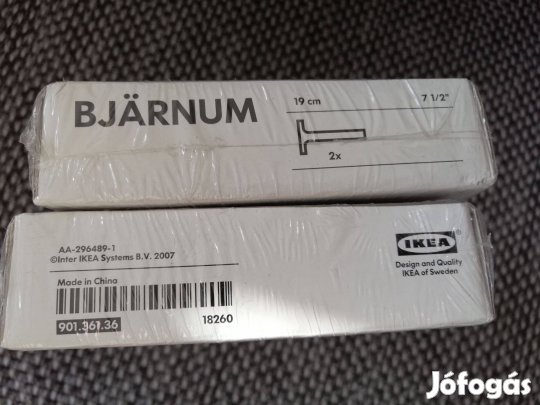 BJÄRNUM
19 cm 7 1/2"
2x
AA-296489-1
©Inter IKEA Systems B.V. 2007
Made in China
901.361.36 18260
IKEA®
Design and Quality
IKEA of Sweden
Jófogás